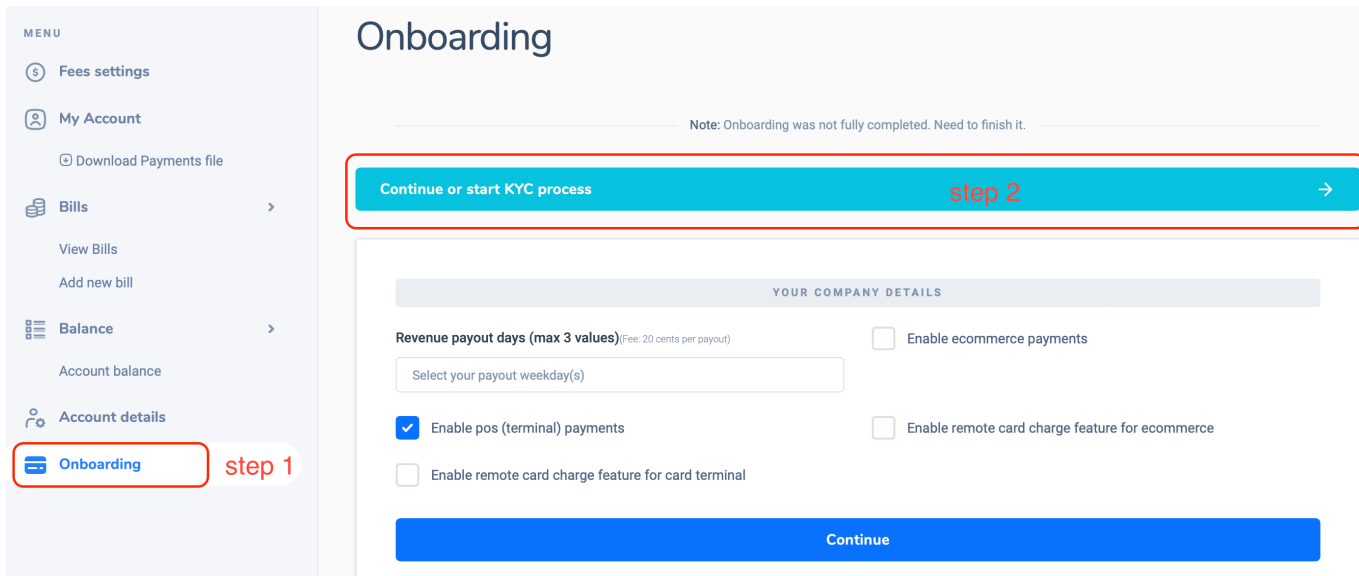 MENU
Fees settings
My Account
Download Payments file
Bills
View Bills
Add new bill
Balance
Account balance
Account details
Onboarding
step 1
Onboarding
Note: Onboarding was not fully completed. Need to finish it.
Continue or start KYC process
step 2
YOUR COMPANY DETAILS
Revenue payout days (max 3 values)(Fee: 20 cents per payout)
Select your payout weekday(s)
Enable ecommerce payments
Enable pos (terminal) payments
Enable remote card charge feature for ecommerce
Enable remote card charge feature for card terminal
Continue